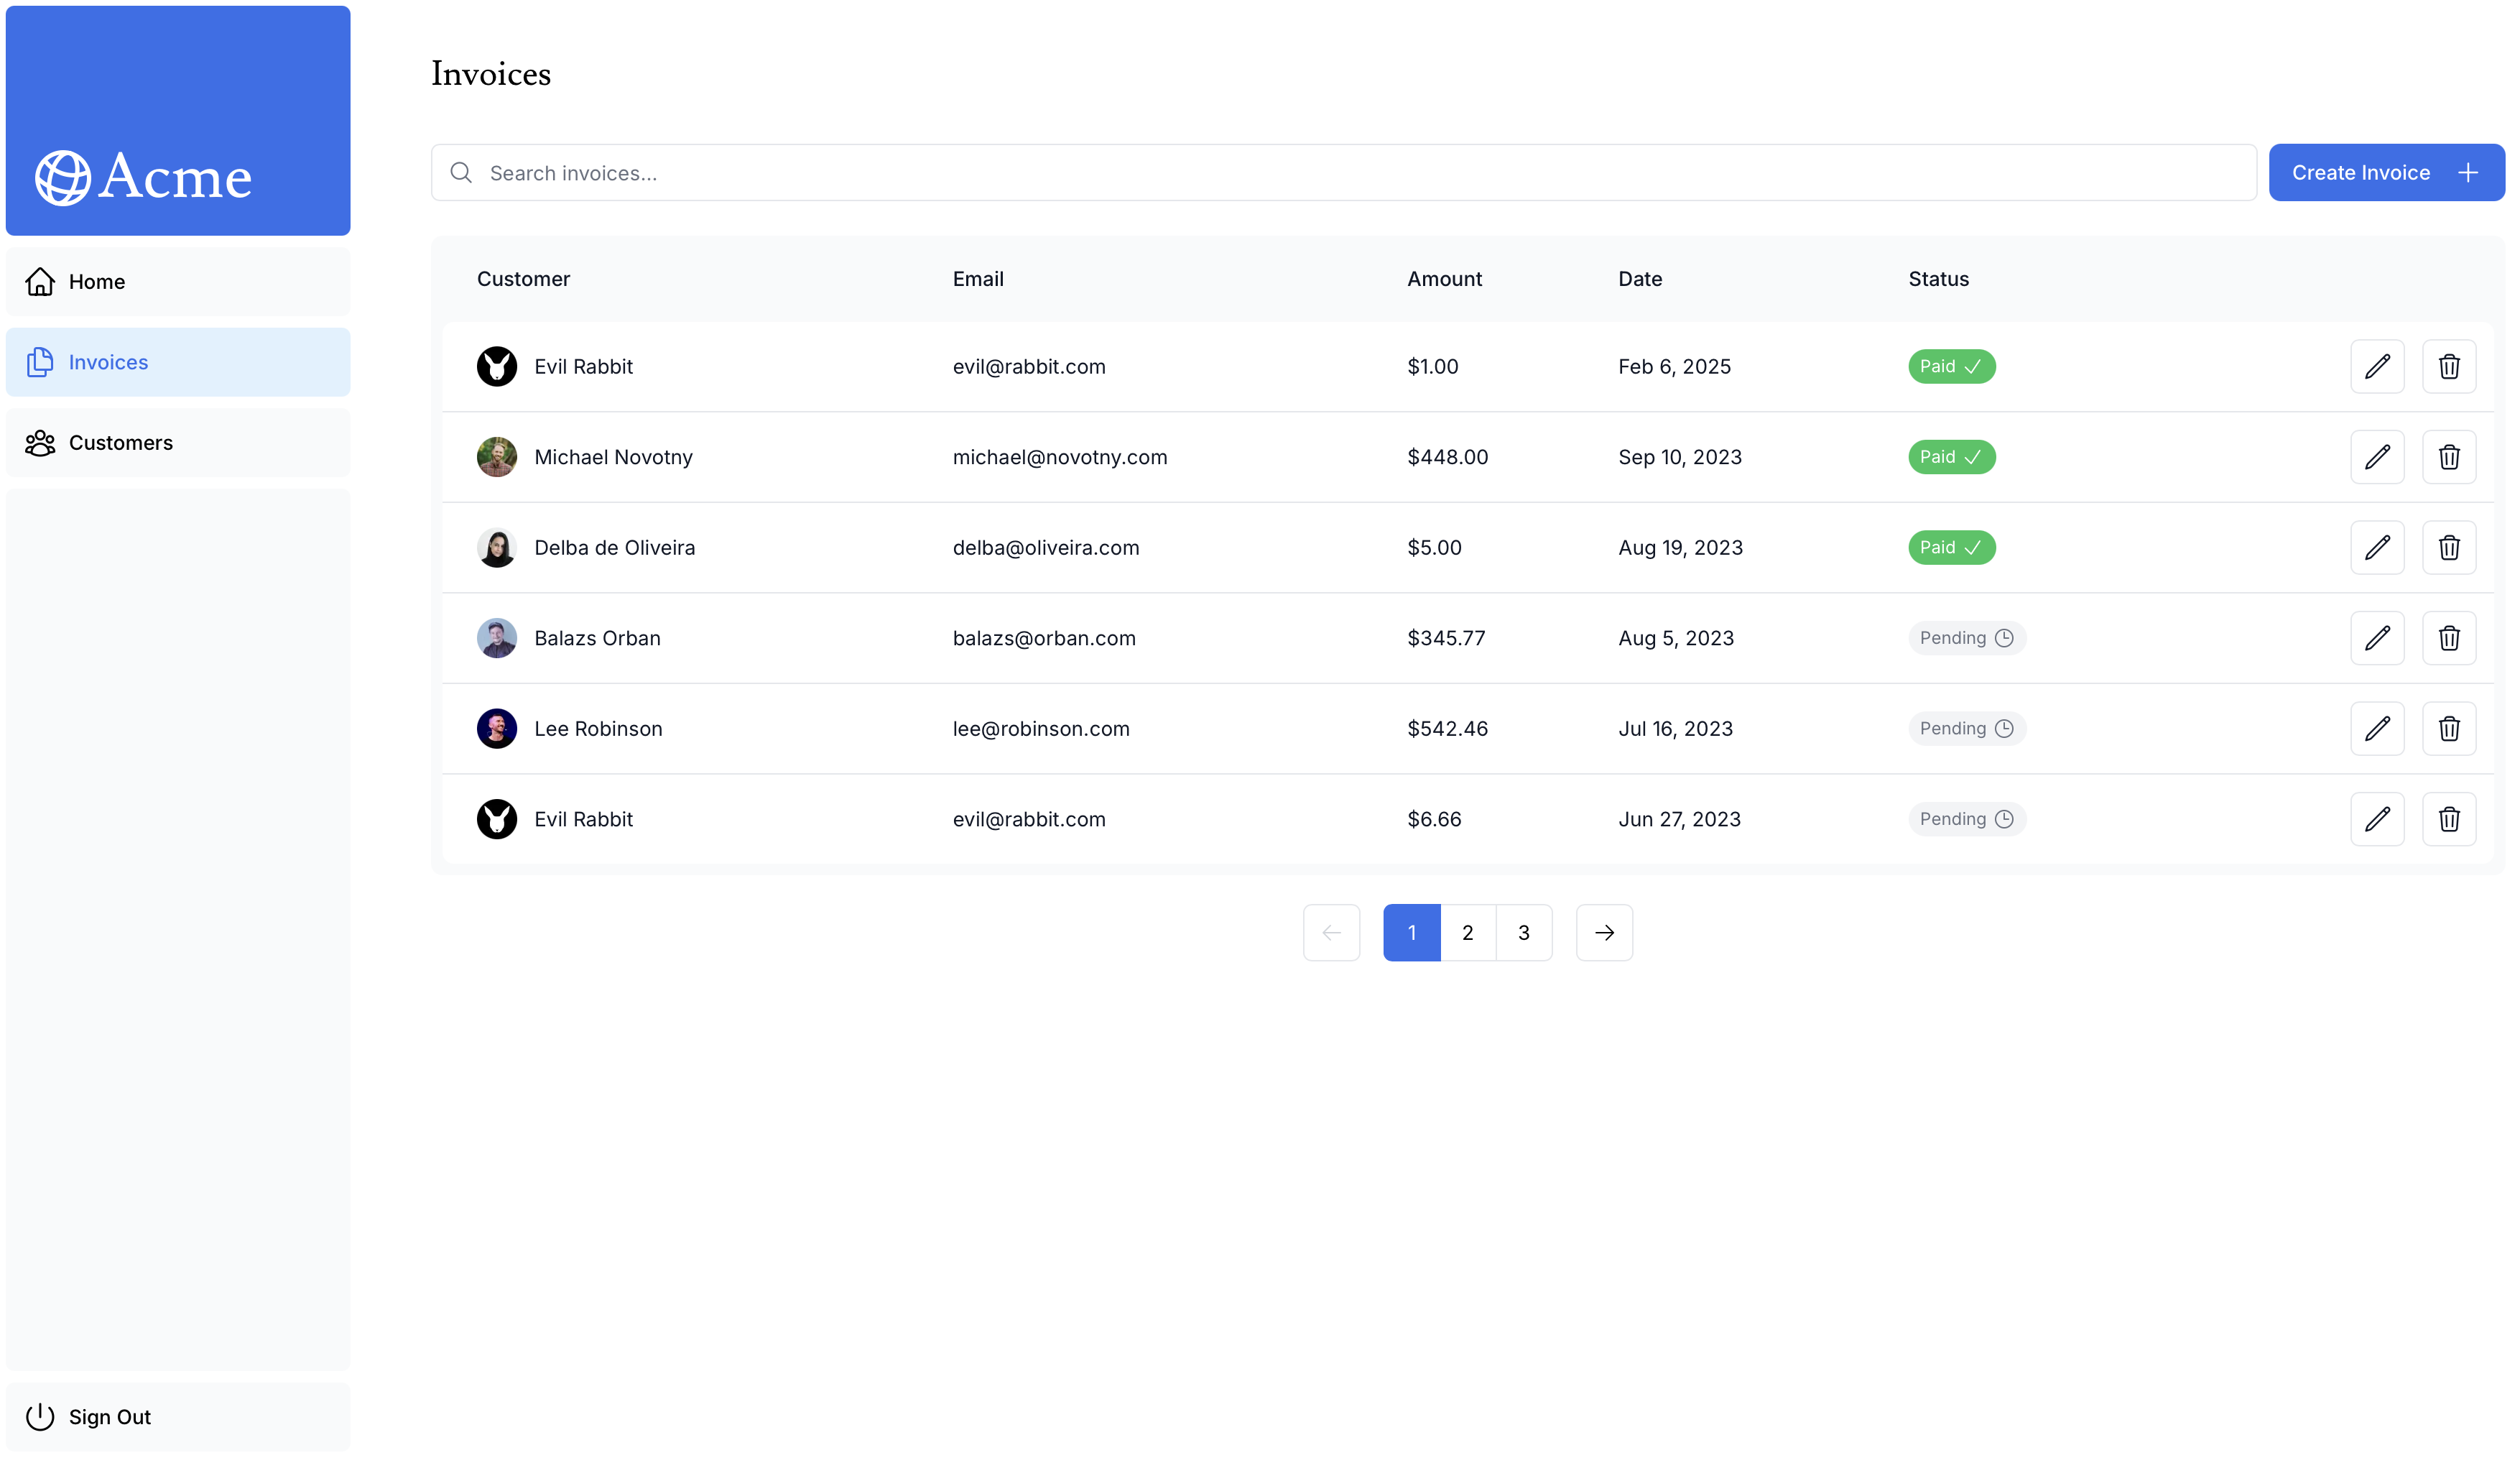 Acme
Home
Invoices
Customers
Sign Out
Invoices
Search invoices...
Create Invoice
Customer Email Amount Date Status
Evil Rabbit evil@rabbit.com $1.00 Feb 6, 2025 Paid
Michael Novotny michael@novotny.com $448.00 Sep 10, 2023 Paid
Delba de Oliveira delba@oliveira.com $5.00 Aug 19, 2023 Paid
Balazs Orban balazs@orban.com $345.77 Aug 5, 2023 Pending
Lee Robinson lee@robinson.com $542.46 Jul 16, 2023 Pending
Evil Rabbit evil@rabbit.com $6.66 Jun 27, 2023 Pending
1 2 3